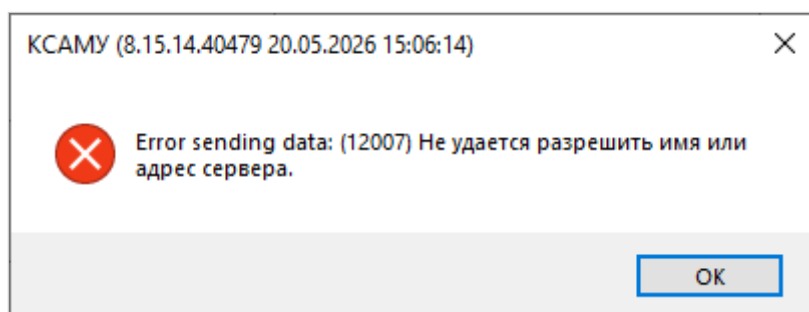 КСАМУ (8.15.14.40479 20.05.2026 15:06:14)
Error sending data: (12007) Не удается разрешить имя или
адрес сервера.
OK